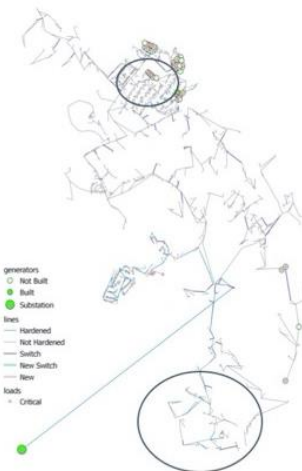 generators
Not Built
Built
Substation
lines
Hardened
Not Hardened
Switch
New Switch
New
loads
Critical